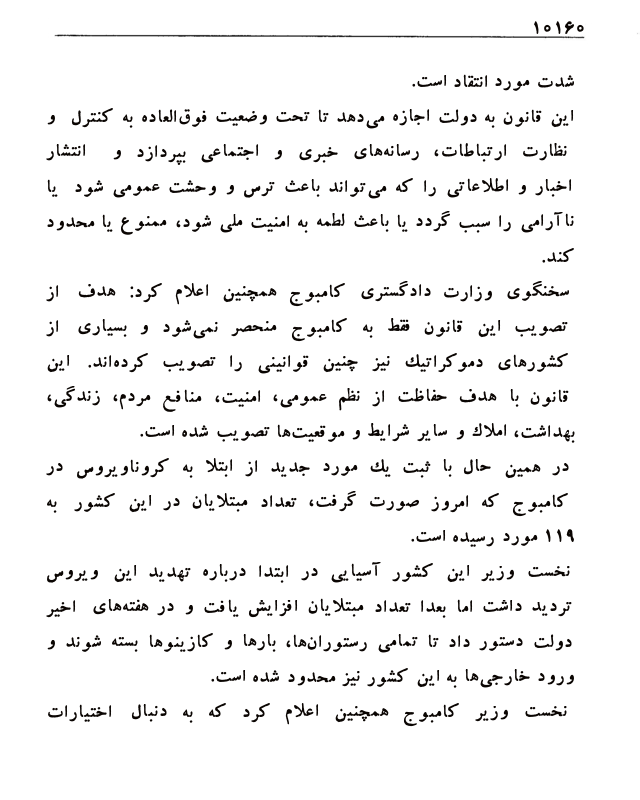 ۱۰۱۶۰
شدت مورد انتقاد است.
این قانون به دولت اجازه می‌دهد تا تحت وضعیت فوق‌العاده به کنترل و
نظارت ارتباطات، رسانه‌های خبری و اجتماعی بپردازد و انتشار
اخبار و اطلاعاتی را که می‌تواند باعث ترس و وحشت عمومی شود یا
ناآرامی را سبب گردد یا باعث لطمه به امنیت ملی شود، ممنوع یا محدود
کند.
سخنگوی وزارت دادگستری کامبوج همچنین اعلام کرد: هدف از
تصویب این قانون فقط به کامبوج منحصر نمی‌شود و بسیاری از
کشورهای دموکراتیك نیز چنین قوانینی را تصویب کرده‌اند. این
قانون با هدف حفاظت از نظم عمومی، امنیت، منافع مردم، زندگی،
بهداشت، املاك و سایر شرایط و موقعیت‌ها تصویب شده است.
در همین حال با ثبت یك مورد جدید از ابتلا به کروناویروس در
کامبوج که امروز صورت گرفت، تعداد مبتلایان در این کشور به
۱۱۹ مورد رسیده است.
نخست وزیر این کشور آسیایی در ابتدا درباره تهدید این ویروس
تردید داشت اما بعدا تعداد مبتلایان افزایش یافت و در هفته‌های اخیر
دولت دستور داد تا تمامی رستوران‌ها، بارها و کازینوها بسته شوند و
ورود خارجی‌ها به این کشور نیز محدود شده است.
نخست وزیر کامبوج همچنین اعلام کرد که به دنبال اختیارات